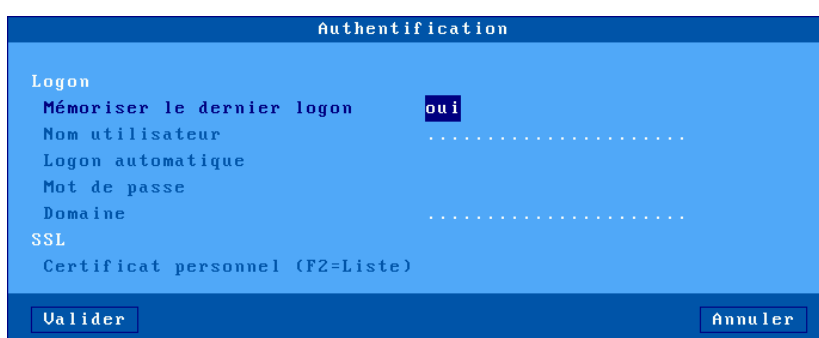 Authentification
Logon
Mémoriser le dernier logon oui
Nom utilisateur ......................
Logon automatique
Mot de passe
Domaine ......................
SSL
Certificat personnel (F2=Liste)
Valider Annuler